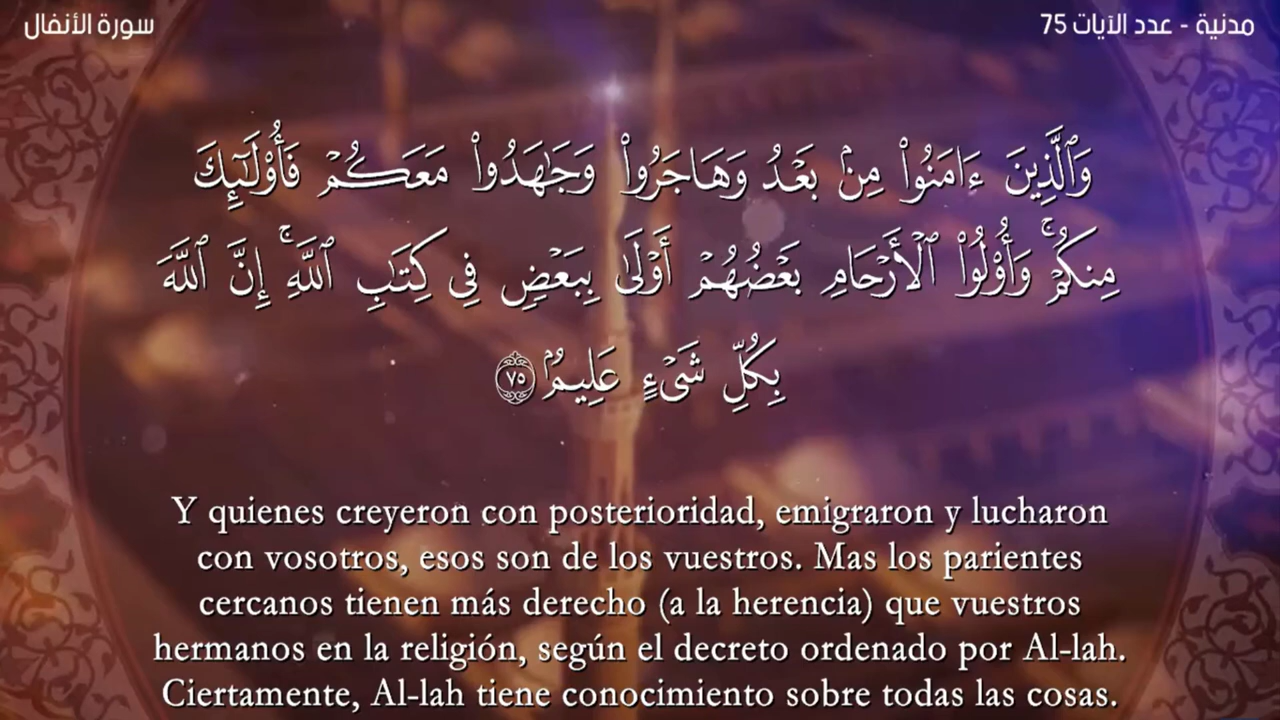 سورة الأنفال
مدنية - عدد الآيات 75
وَٱلَّذِينَ ءَامَنُوا۟ مِنۢ بَعْدُ وَهَاجَرُوا۟ وَجَـٰهَدُوا۟ مَعَكُمْ فَأُو۟لَـٰٓئِكَ
مِنكُمْ ۚ وَأُو۟لُوا۟ ٱلْأَرْحَامِ بَعْضُهُمْ أَوْلَىٰ بِبَعْضٍ فِى كِتَـٰبِ ٱللَّهِ ۚ إِنَّ ٱللَّهَ
بِكُلِّ شَىْءٍ عَلِيمٌۢ ٧٥
Y quienes creyeron con posterioridad, emigraron y lucharon
con vosotros, esos son de los vuestros. Mas los parientes
cercanos tienen más derecho (a la herencia) que vuestros
hermanos en la religión, según el decreto ordenado por Al-lah.
Ciertamente, Al-lah tiene conocimiento sobre todas las cosas.